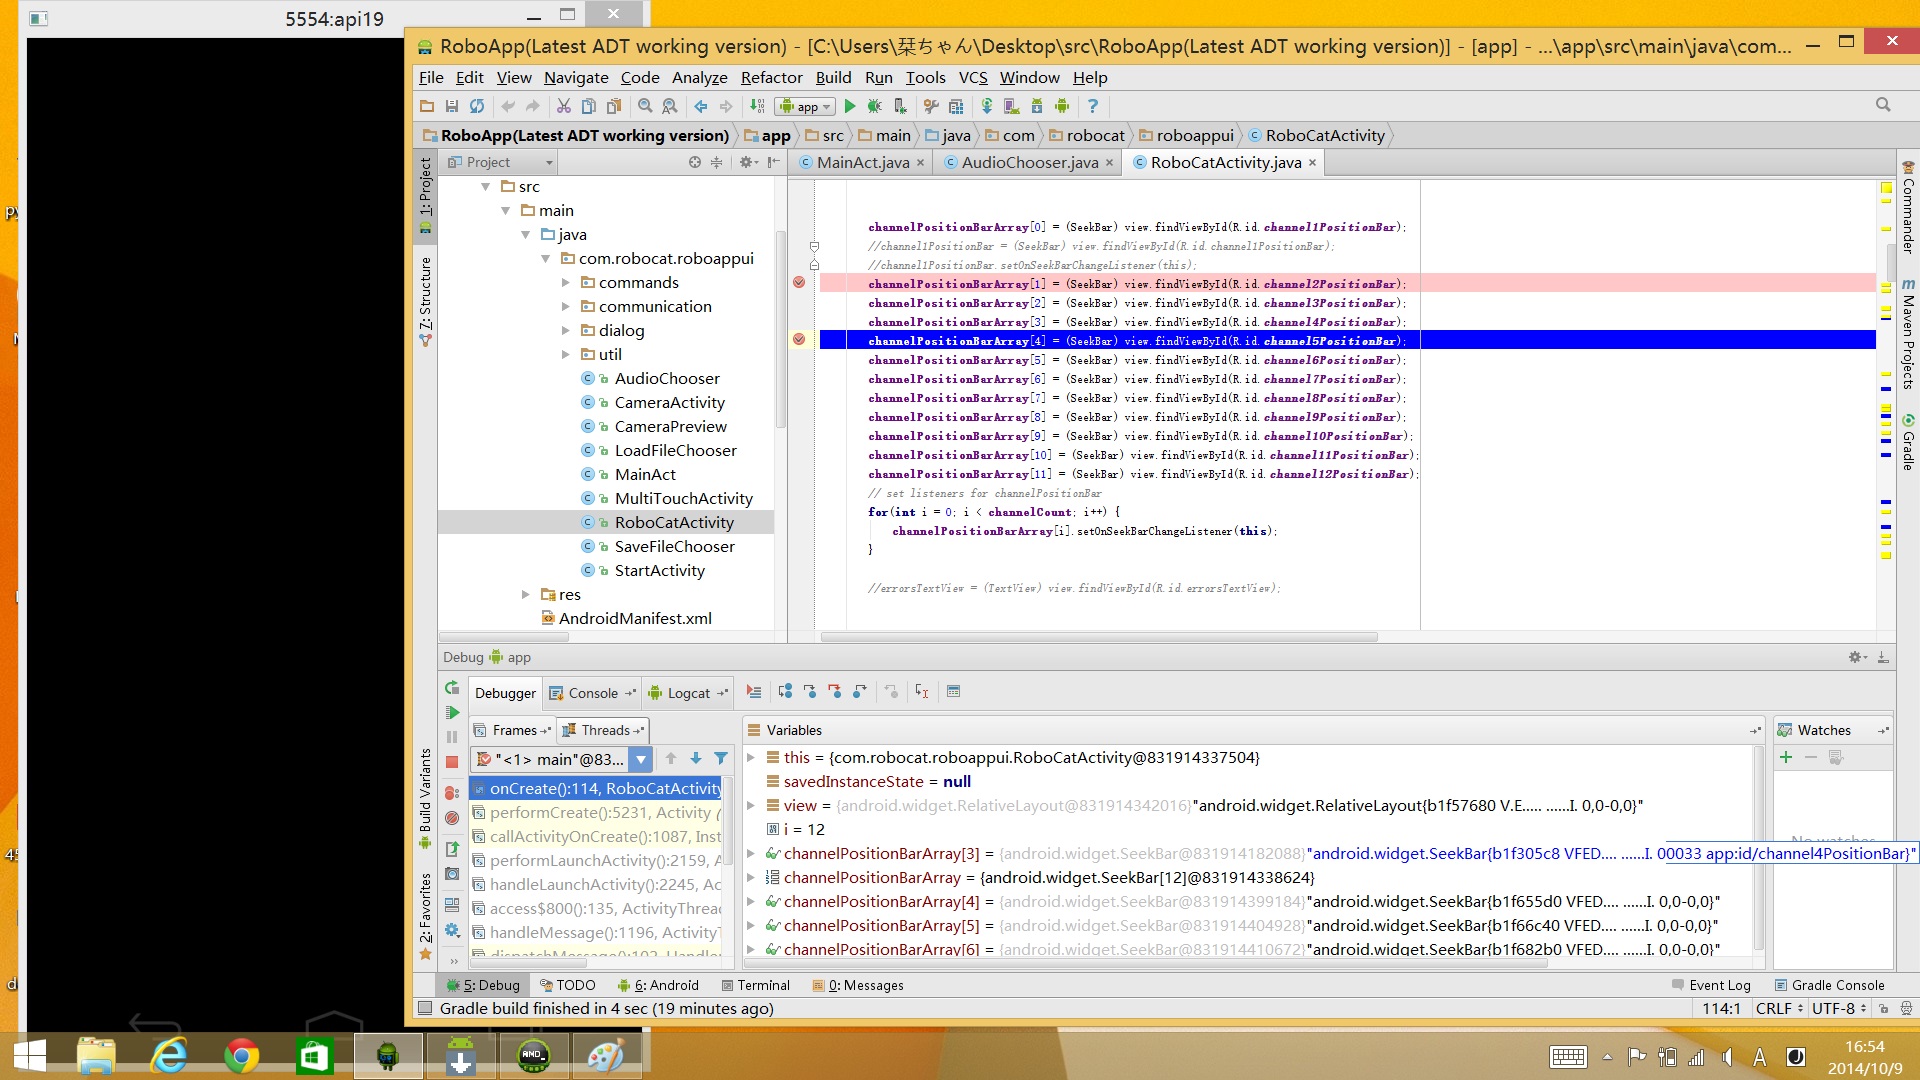 5554:api19
RoboApp(Latest ADT working version) - [C:\Users\栞ちゃん\Desktop\src\RoboApp(Latest ADT working version)] - [app] - ...\app\src\main\java\com...
File Edit View Navigate Code Analyze Refactor Build Run Tools VCS Window Help
app
RoboApp(Latest ADT working version) app src main java com robocat roboappui RoboCatActivity
Project
MainAct.java AudioChooser.java RoboCatActivity.java
1: Project
7: Structure
Build Variants
2: Favorites
src
main
java
com.robocat.roboappui
commands
communication
dialog
util
AudioChooser
CameraActivity
CameraPreview
LoadFileChooser
MainAct
MultiTouchActivity
RoboCatActivity
SaveFileChooser
StartActivity
res
AndroidManifest.xml
channelPositionBarArray[0] = (SeekBar) view.findViewById(R.id.channel1PositionBar);
//channel1PositionBar = (SeekBar) view.findViewById(R.id.channel1PositionBar);
//channel1PositionBar.setOnSeekBarChangeListener(this);
channelPositionBarArray[1] = (SeekBar) view.findViewById(R.id.channel2PositionBar);
channelPositionBarArray[2] = (SeekBar) view.findViewById(R.id.channel3PositionBar);
channelPositionBarArray[3] = (SeekBar) view.findViewById(R.id.channel4PositionBar);
channelPositionBarArray[4] = (SeekBar) view.findViewById(R.id.channel5PositionBar);
channelPositionBarArray[5] = (SeekBar) view.findViewById(R.id.channel6PositionBar);
channelPositionBarArray[6] = (SeekBar) view.findViewById(R.id.channel7PositionBar);
channelPositionBarArray[7] = (SeekBar) view.findViewById(R.id.channel8PositionBar);
channelPositionBarArray[8] = (SeekBar) view.findViewById(R.id.channel9PositionBar);
channelPositionBarArray[9] = (SeekBar) view.findViewById(R.id.channel10PositionBar);
channelPositionBarArray[10] = (SeekBar) view.findViewById(R.id.channel11PositionBar);
channelPositionBarArray[11] = (SeekBar) view.findViewById(R.id.channel12PositionBar);
// set listeners for channelPositionBar
for(int i = 0; i < channelCount; i++) {
channelPositionBarArray[i].setOnSeekBarChangeListener(this);
}
//errorsTextView = (TextView) view.findViewById(R.id.errorsTextView);
Commander
Maven Projects
Gradle
Debug app
Debugger Console Logcat
Frames Threads
"<1> main"@83...
onCreate():114, RoboCatActivity
performCreate():5231, Activity (
callActivityOnCreate():1087, Inst
performLaunchActivity():2159, A
handleLaunchActivity():2245, Ac
access$800():135, ActivityThread
handleMessage():1196, ActivityT
dispatchMessage():102, Handler
Variables
this = {com.robocat.roboappui.RoboCatActivity@831914337504}
savedInstanceState = null
view = {android.widget.RelativeLayout@831914342016}"android.widget.RelativeLayout{b1f57680 V.E..... ......I. 0,0-0,0}"
i = 12
channelPositionBarArray[3] = {android.widget.SeekBar@831914182088}"android.widget.SeekBar{b1f305c8 VFED.... ......I. 00033 app:id/channel4PositionBar}"
channelPositionBarArray = {android.widget.SeekBar[12]@831914338624}
channelPositionBarArray[4] = {android.widget.SeekBar@831914399184}"android.widget.SeekBar{b1f655d0 VFED.... ......I. 0,0-0,0}"
channelPositionBarArray[5] = {android.widget.SeekBar@831914404928}"android.widget.SeekBar{b1f66c40 VFED.... ......I. 0,0-0,0}"
channelPositionBarArray[6] = {android.widget.SeekBar@831914410672}"android.widget.SeekBar{b1f682b0 VFED.... ......I. 0,0-0,0}"
Watches
No watches
5: Debug TODO 6: Android Terminal 0: Messages Event Log Gradle Console
Gradle build finished in 4 sec (19 minutes ago) 114:1 CRLF UTF-8
A 16:54
2014/10/9